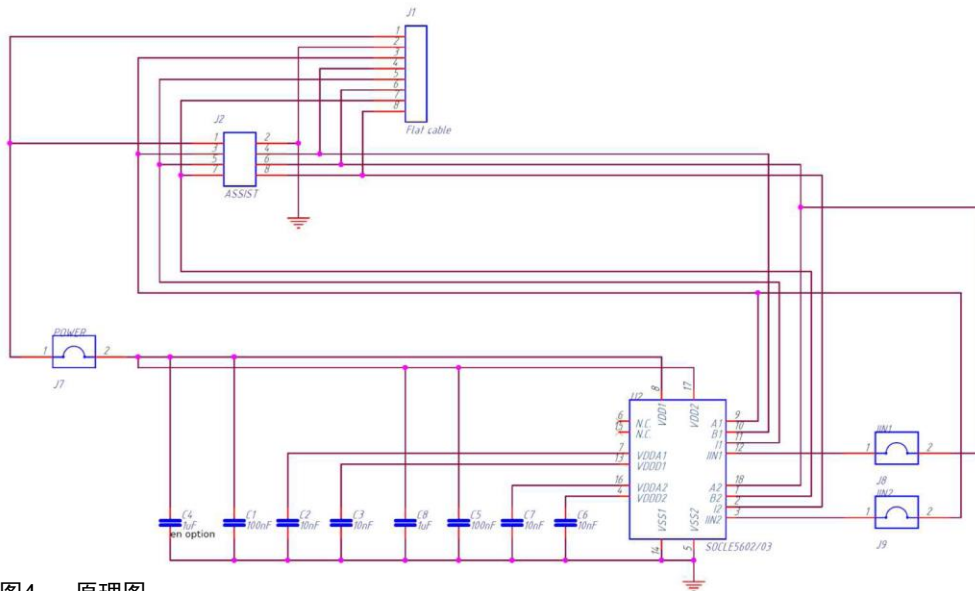 J1
1
2
3
4
5
6
7
8
Flat cable
J2
1 2
3 4
5 6
7 8
ASSIST
POWER
1 2
J7
8 17
U2
VDD1 VDD2
6 N.C. A1 9
15 N.C. B1 10
I1 11
7 VDDA1 IIN1 12
13 VDDD1
16 VDDA2 A2 18
4 VDDD2 B2 1
I2 2
IIN2 3
VSS1 VSS2
14 5
SOCLE5602/03
IIN1
1 2
J8
IIN2
1 2
J9
C4 C1 C2 C3 C8 C5 C7 C6
1uF 100nF 10nF 10nF 1uF 100nF 10nF 10nF
en option
图4 原理图